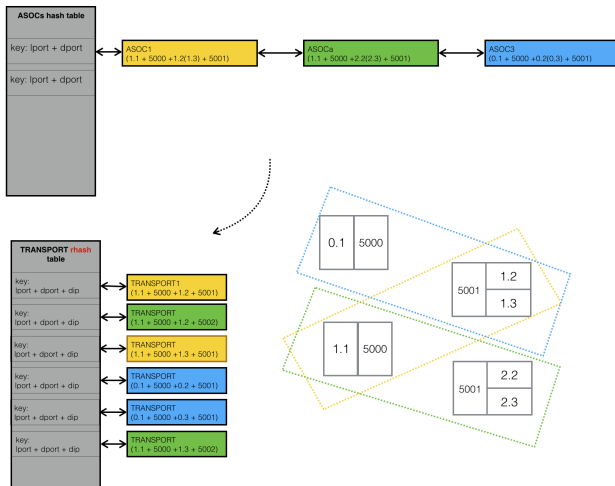 ASOCs hash table
key: lport + dport
key: lport + dport
ASOC1
(1.1 + 5000 +1.2(1.3) + 5001)
ASOCa
(1.1 + 5000 +2.2(2.3) + 5001)
ASOC3
(0.1 + 5000 +0.2(0,3) + 5001)
TRANSPORT rhash
table
key:
lport + dport + dip
TRANSPORT1
(1.1 + 5000 +1.2 + 5001)
key:
lport + dport + dip
TRANSPORT
(1.1 + 5000 +1.2 + 5002)
key:
lport + dport + dip
TRANSPORT
(1.1 + 5000 +1.3 + 5001)
key:
lport + dport + dip
TRANSPORT
(0.1 + 5000 +0.2 + 5001)
key:
lport + dport + dip
TRANSPORT
(0.1 + 5000 +0.3 + 5001)
key:
lport + dport + dip
TRANSPORT
(1.1 + 5000 +1.3 + 5002)
0.1
5000
5001
1.2
1.3
1.1
5000
5001
2.2
2.3